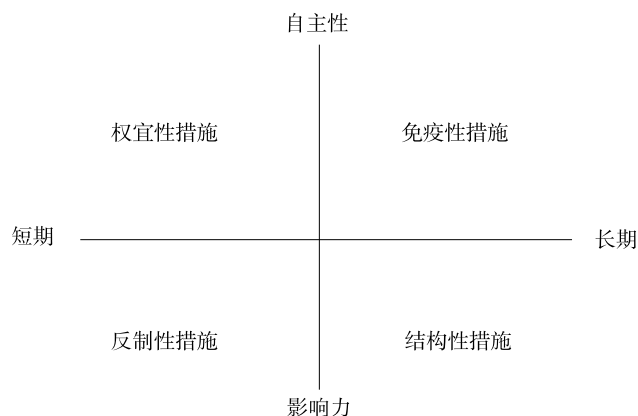 自主性
权宜性措施
免疫性措施
短期
长期
反制性措施
结构性措施
影响力